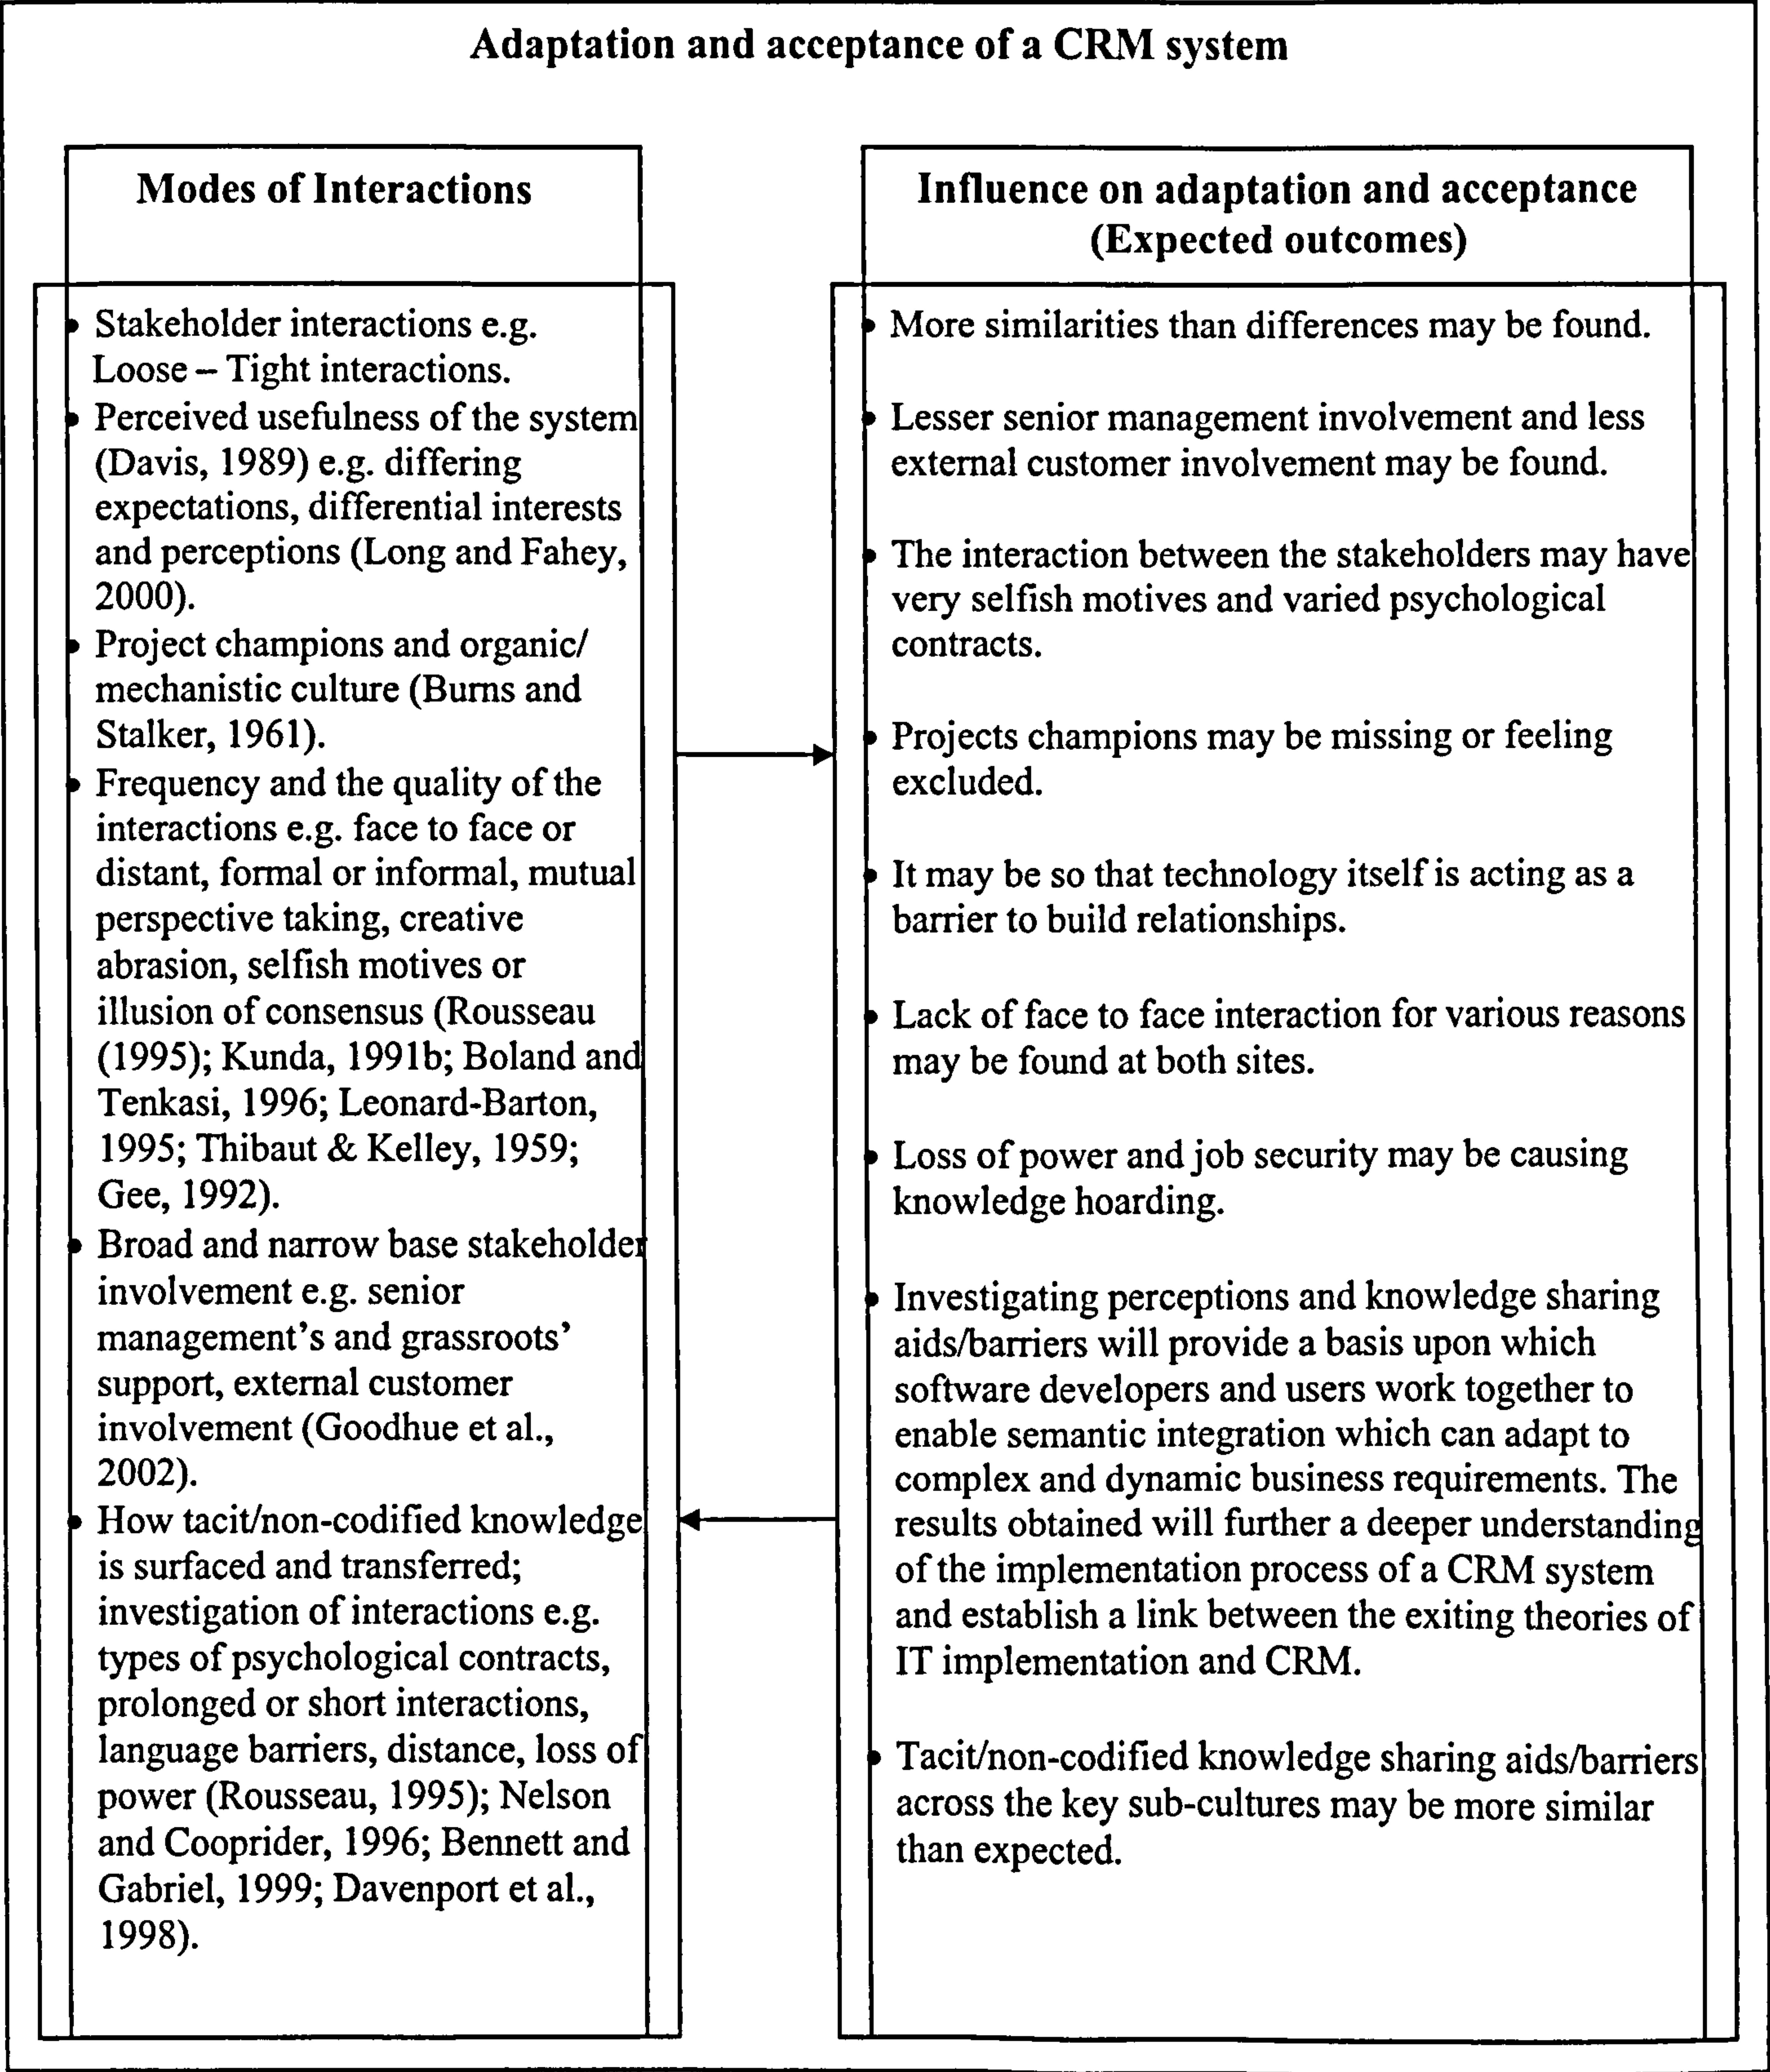 Adaptation and acceptance of a CRM system
Modes of Interactions
• Stakeholder interactions e.g.
Loose – Tight interactions.
• Perceived usefulness of the system
(Davis, 1989) e.g. differing
expectations, differential interests
and perceptions (Long and Fahey,
2000).
• Project champions and organic/
mechanistic culture (Burns and
Stalker, 1961).
• Frequency and the quality of the
interactions e.g. face to face or
distant, formal or informal, mutual
perspective taking, creative
abrasion, selfish motives or
illusion of consensus (Rousseau
(1995); Kunda, 1991b; Boland and
Tenkasi, 1996; Leonard-Barton,
1995; Thibaut & Kelley, 1959;
Gee, 1992).
• Broad and narrow base stakeholder
involvement e.g. senior
management’s and grassroots’
support, external customer
involvement (Goodhue et al.,
2002).
• How tacit/non-codified knowledge
is surfaced and transferred;
investigation of interactions e.g.
types of psychological contracts,
prolonged or short interactions,
language barriers, distance, loss of
power (Rousseau, 1995); Nelson
and Cooprider, 1996; Bennett and
Gabriel, 1999; Davenport et al.,
1998).
Influence on adaptation and acceptance
(Expected outcomes)
• More similarities than differences may be found.
• Lesser senior management involvement and less
external customer involvement may be found.
• The interaction between the stakeholders may have
very selfish motives and varied psychological
contracts.
• Projects champions may be missing or feeling
excluded.
• It may be so that technology itself is acting as a
barrier to build relationships.
• Lack of face to face interaction for various reasons
may be found at both sites.
• Loss of power and job security may be causing
knowledge hoarding.
• Investigating perceptions and knowledge sharing
aids/barriers will provide a basis upon which
software developers and users work together to
enable semantic integration which can adapt to
complex and dynamic business requirements. The
results obtained will further a deeper understanding
of the implementation process of a CRM system
and establish a link between the exiting theories of
IT implementation and CRM.
• Tacit/non-codified knowledge sharing aids/barriers
across the key sub-cultures may be more similar
than expected.